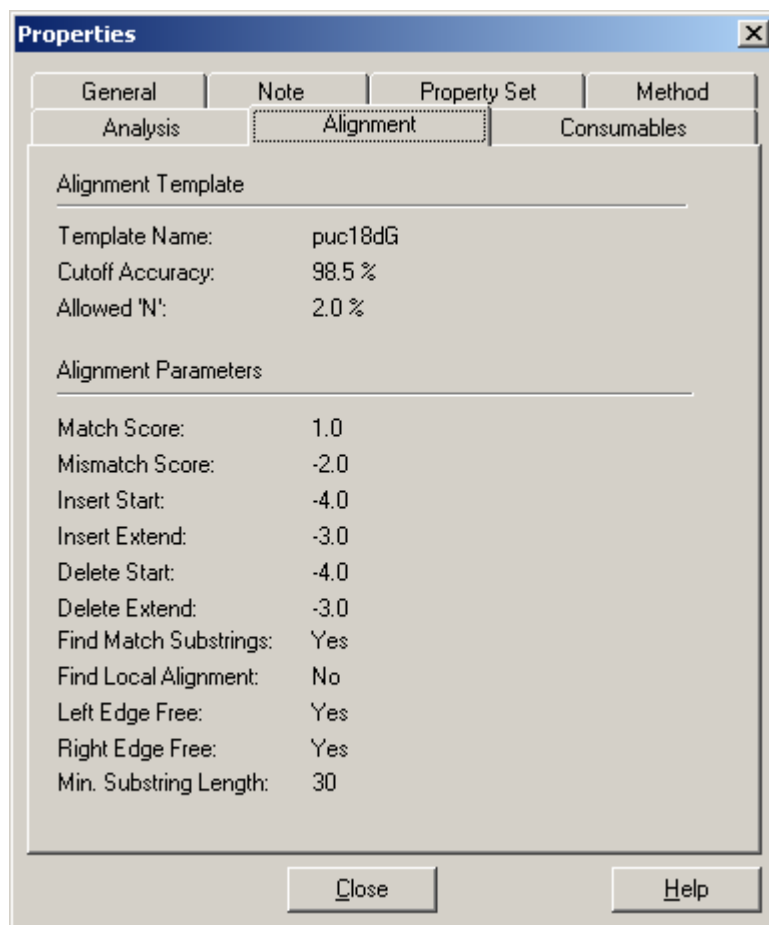 Properties
General Note Property Set Method
Analysis Alignment Consumables
Alignment Template
Template Name: puc18dG
Cutoff Accuracy: 98.5 %
Allowed 'N': 2.0 %
Alignment Parameters
Match Score: 1.0
Mismatch Score: -2.0
Insert Start: -4.0
Insert Extend: -3.0
Delete Start: -4.0
Delete Extend: -3.0
Find Match Substrings: Yes
Find Local Alignment: No
Left Edge Free: Yes
Right Edge Free: Yes
Min. Substring Length: 30
Close Help